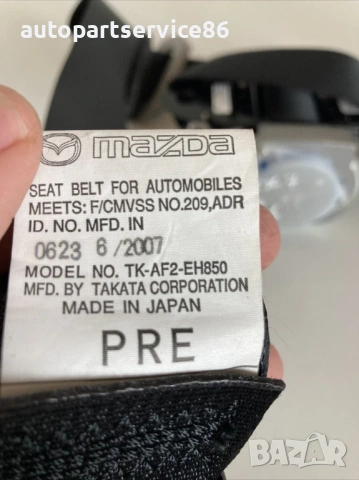 autopartservice86
mazda
SEAT BELT FOR AUTOMOBILES
MEETS: F/CMVSS NO.209,ADR
ID. NO. MFD. IN
0623 6/2007
MODEL NO. TK-AF2-EH850
MFD. BY TAKATA CORPORATION
MADE IN JAPAN
PRE
bazar